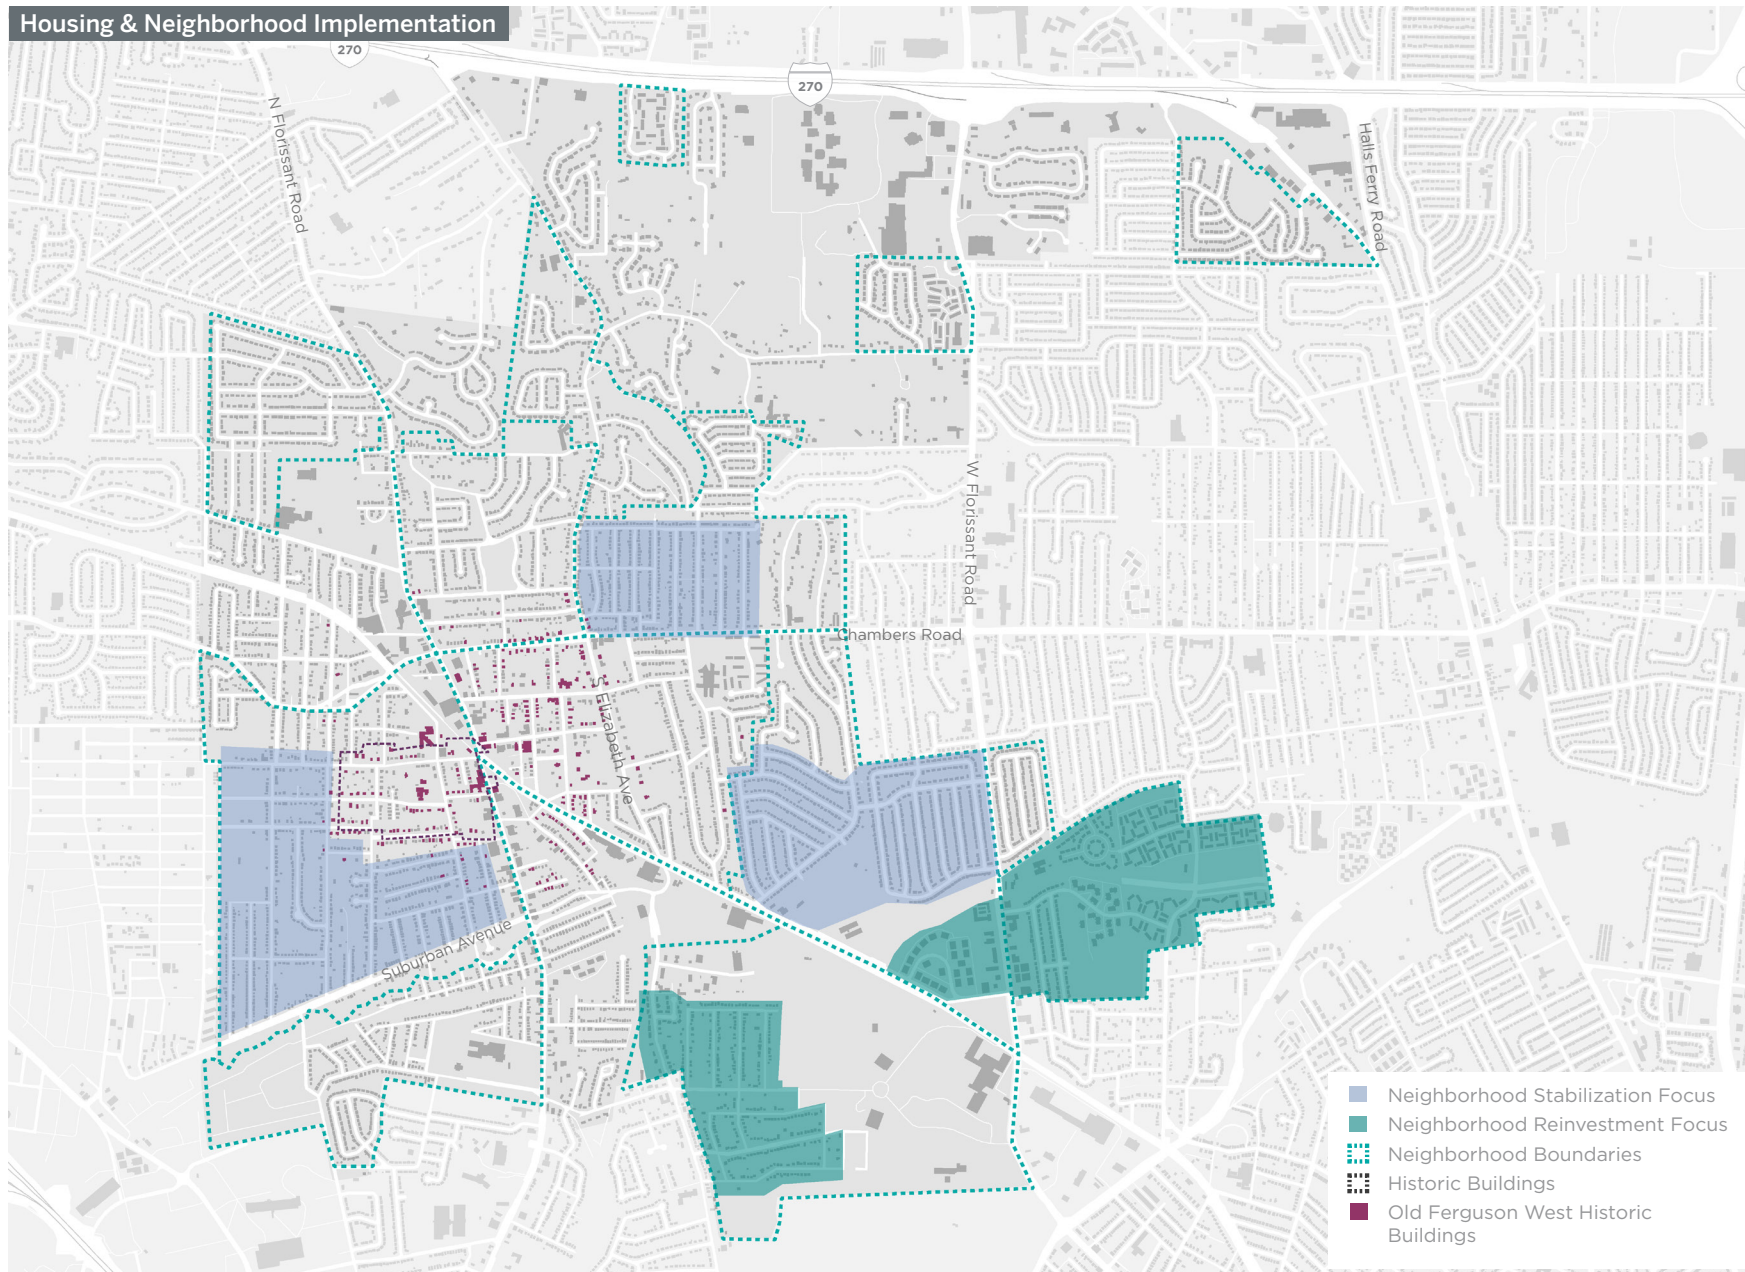 Housing & Neighborhood Implementation
270
270
N Florissant Road
Halls Ferry Road
W Florissant Road
Chambers Road
S Elizabeth Ave
Suburban Avenue
Neighborhood Stabilization Focus
Neighborhood Reinvestment Focus
Neighborhood Boundaries
Historic Buildings
Old Ferguson West Historic
Buildings